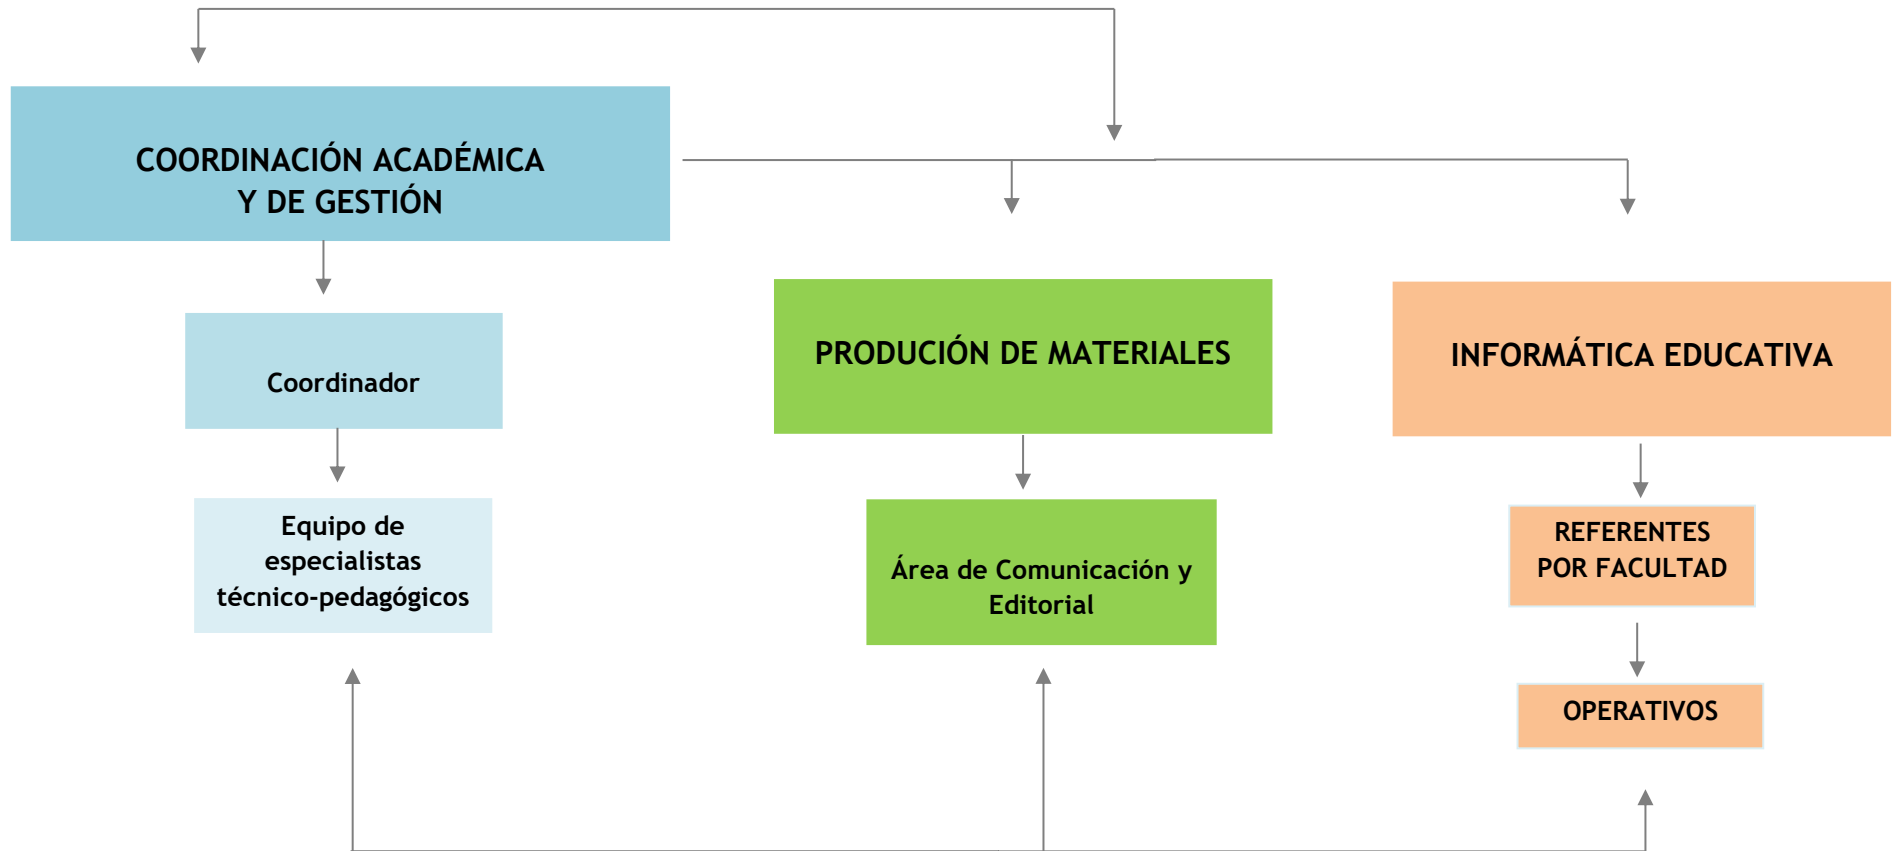 COORDINACIÓN ACADÉMICA
Y DE GESTIÓN
Coordinador
Equipo de
especialistas
técnico-pedagógicos
PRODUCIÓN DE MATERIALES
Área de Comunicación y
Editorial
INFORMÁTICA EDUCATIVA
REFERENTES
POR FACULTAD
OPERATIVOS